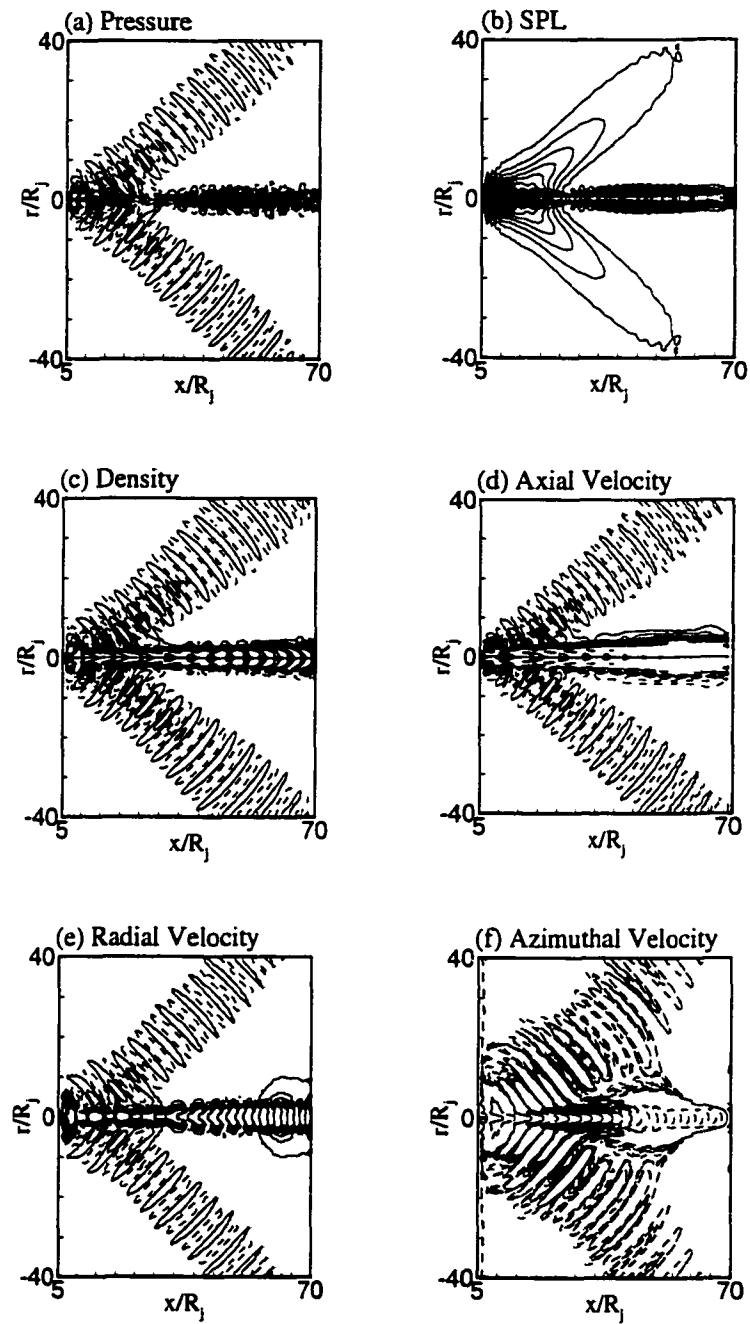 (a) Pressure
40
r/Rj
0
-40
5
x/Rj
70
(b) SPL
40
r/Rj
0
-40
5
x/Rj
70
(c) Density
40
r/Rj
0
-40
5
x/Rj
70
(d) Axial Velocity
40
r/Rj
0
-40
5
x/Rj
70
(e) Radial Velocity
40
r/Rj
0
-40
5
x/Rj
70
(f) Azimuthal Velocity
40
r/Rj
0
-40
5
x/Rj
70